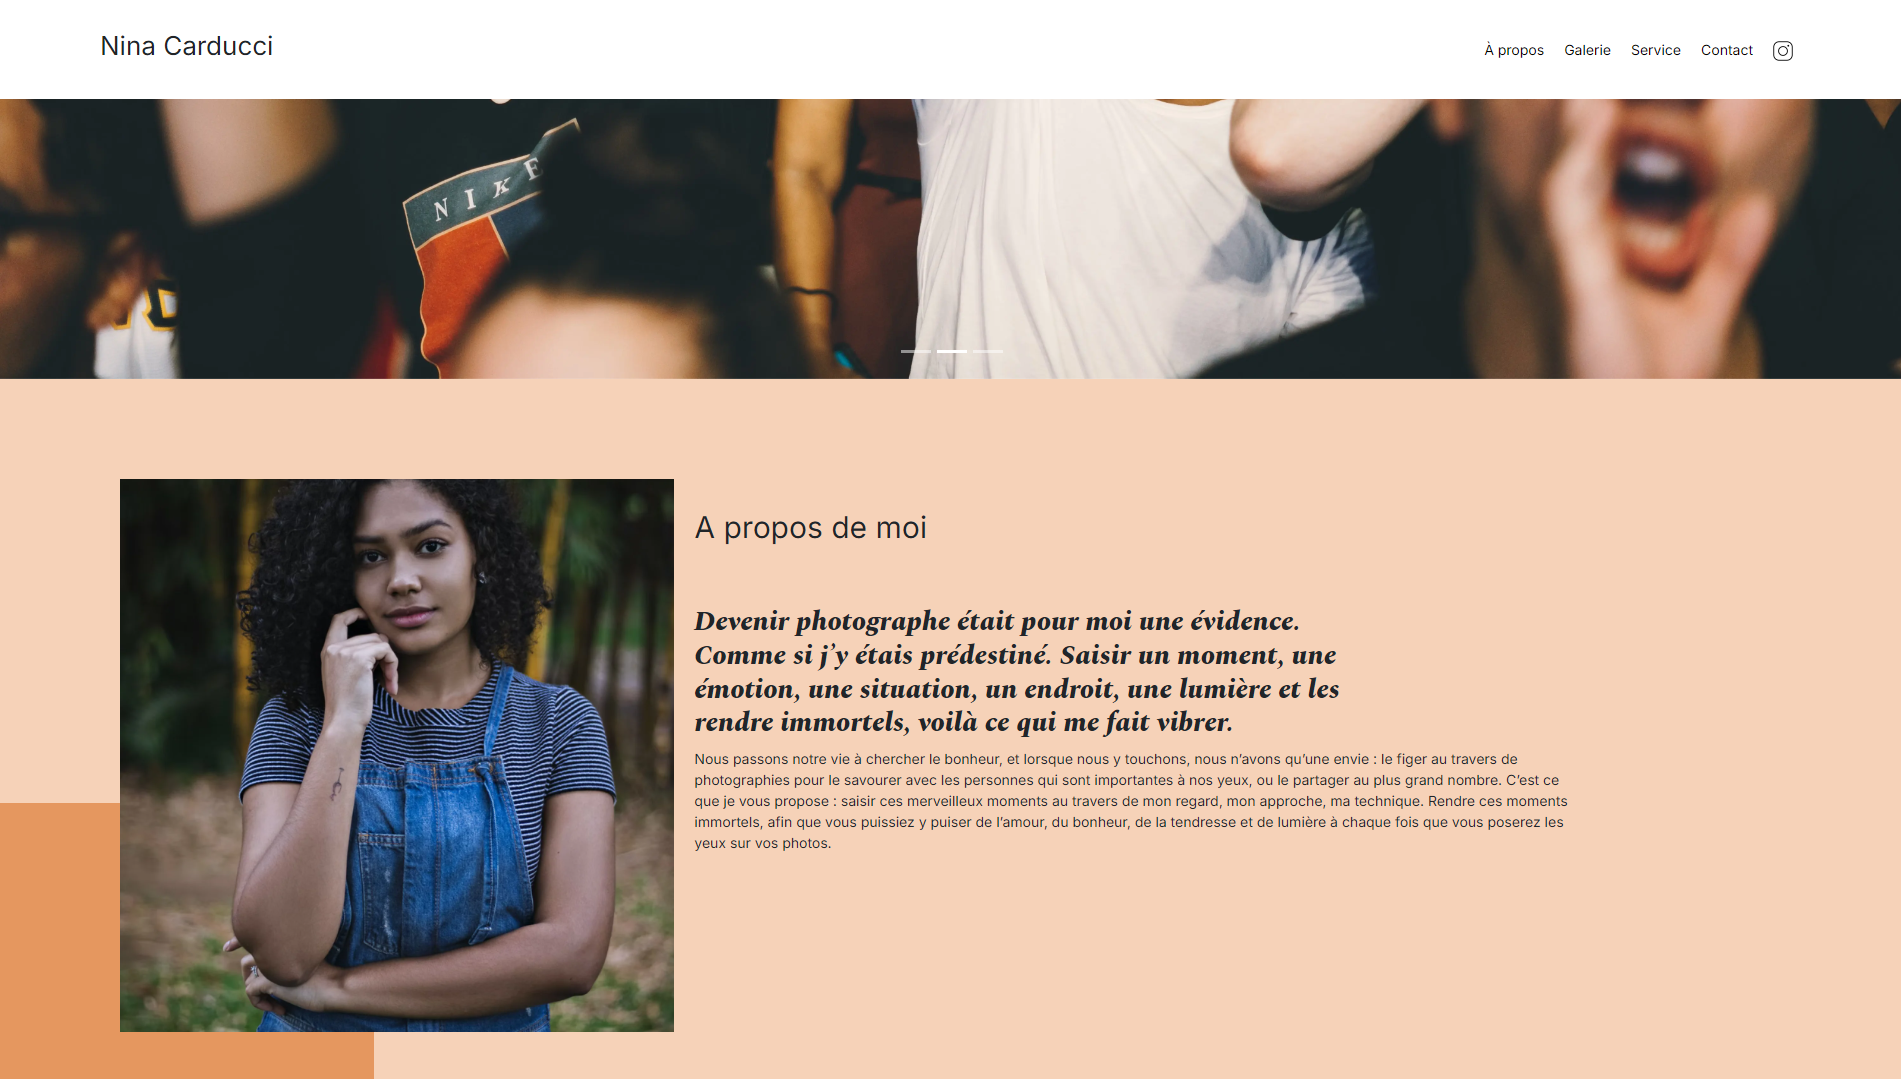 Nina Carducci
À propos Galerie Service Contact
NIKE
A propos de moi
Devenir photographe était pour moi une évidence.
Comme si j’y étais prédestiné. Saisir un moment, une
émotion, une situation, un endroit, une lumière et les
rendre immortels, voilà ce qui me fait vibrer.
Nous passons notre vie à chercher le bonheur, et lorsque nous y touchons, nous n’avons qu’une envie : le figer au travers de
photographies pour le savourer avec les personnes qui sont importantes à nos yeux, ou le partager au plus grand nombre. C’est ce
que je vous propose : saisir ces merveilleux moments au travers de mon regard, mon approche, ma technique. Rendre ces moments
immortels, afin que vous puissiez y puiser de l’amour, du bonheur, de la tendresse et de lumière à chaque fois que vous poserez les
yeux sur vos photos.